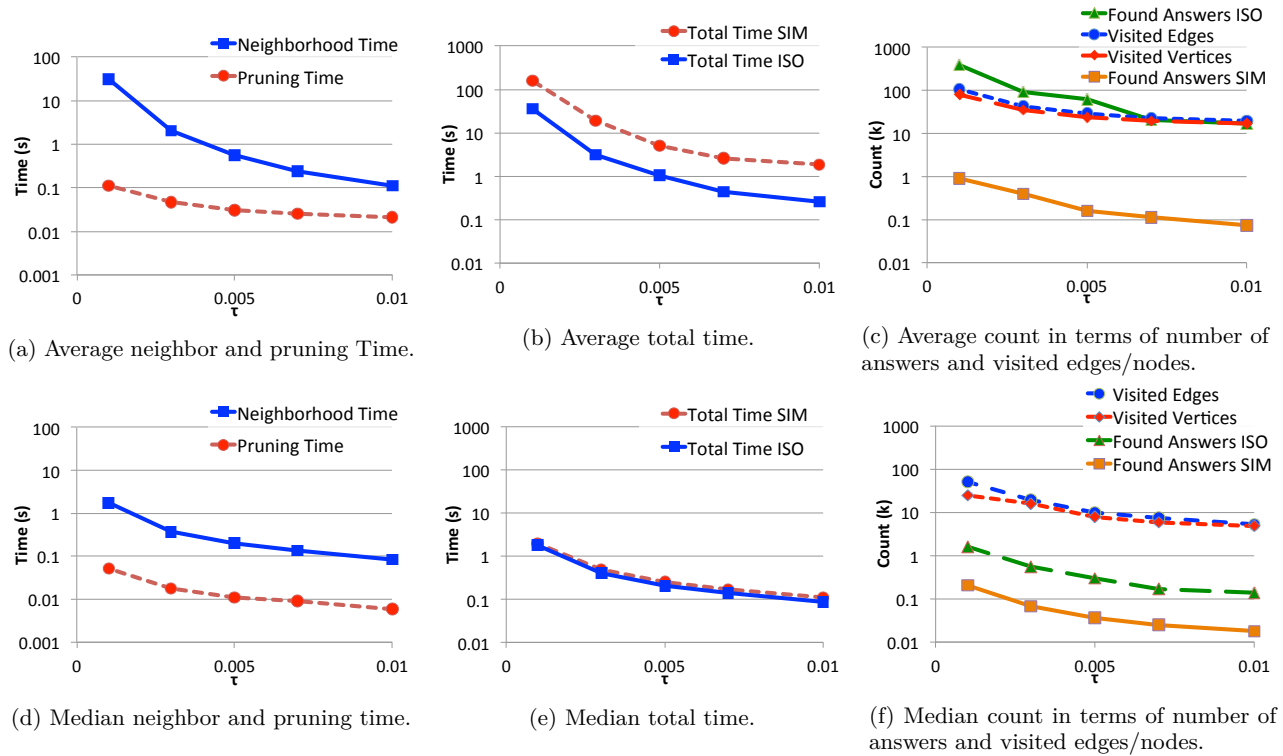 Neighborhood Time
Pruning Time
100
10
1
0.1
0.01
0.001
Time (s)
0
0.005
0.01
τ
(a) Average neighbor and pruning Time.
Total Time SIM
Total Time ISO
1000
100
10
1
0.1
0.01
Time (s)
0
0.005
0.01
τ
(b) Average total time.
Found Answers ISO
Visited Edges
Visited Vertices
Found Answers SIM
1000
100
10
1
0.1
0.01
Count (k)
0
0.005
0.01
τ
(c) Average count in terms of number of
answers and visited edges/nodes.
Neighborhood Time
Pruning Time
100
10
1
0.1
0.01
0.001
Time (s)
0
0.005
0.01
τ
(d) Median neighbor and pruning time.
Total Time SIM
Total Time ISO
1000
100
10
1
0.1
0.01
Time (s)
0
0.005
0.01
τ
(e) Median total time.
Visited Edges
Visited Vertices
Found Answers ISO
Found Answers SIM
1000
100
10
1
0.1
0.01
Count (k)
0
0.005
0.01
τ
(f) Median count in terms of number of
answers and visited edges/nodes.